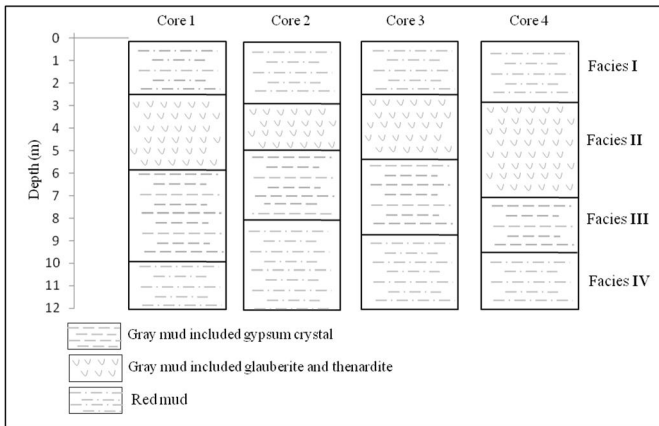 Core 1 Core 2 Core 3 Core 4
0
1
2
3
4
5
6
7
8
9
10
11
12
Depth (m)
Facies I
Facies II
Facies III
Facies IV
Gray mud included gypsum crystal
Gray mud included glauberite and thenardite
Red mud